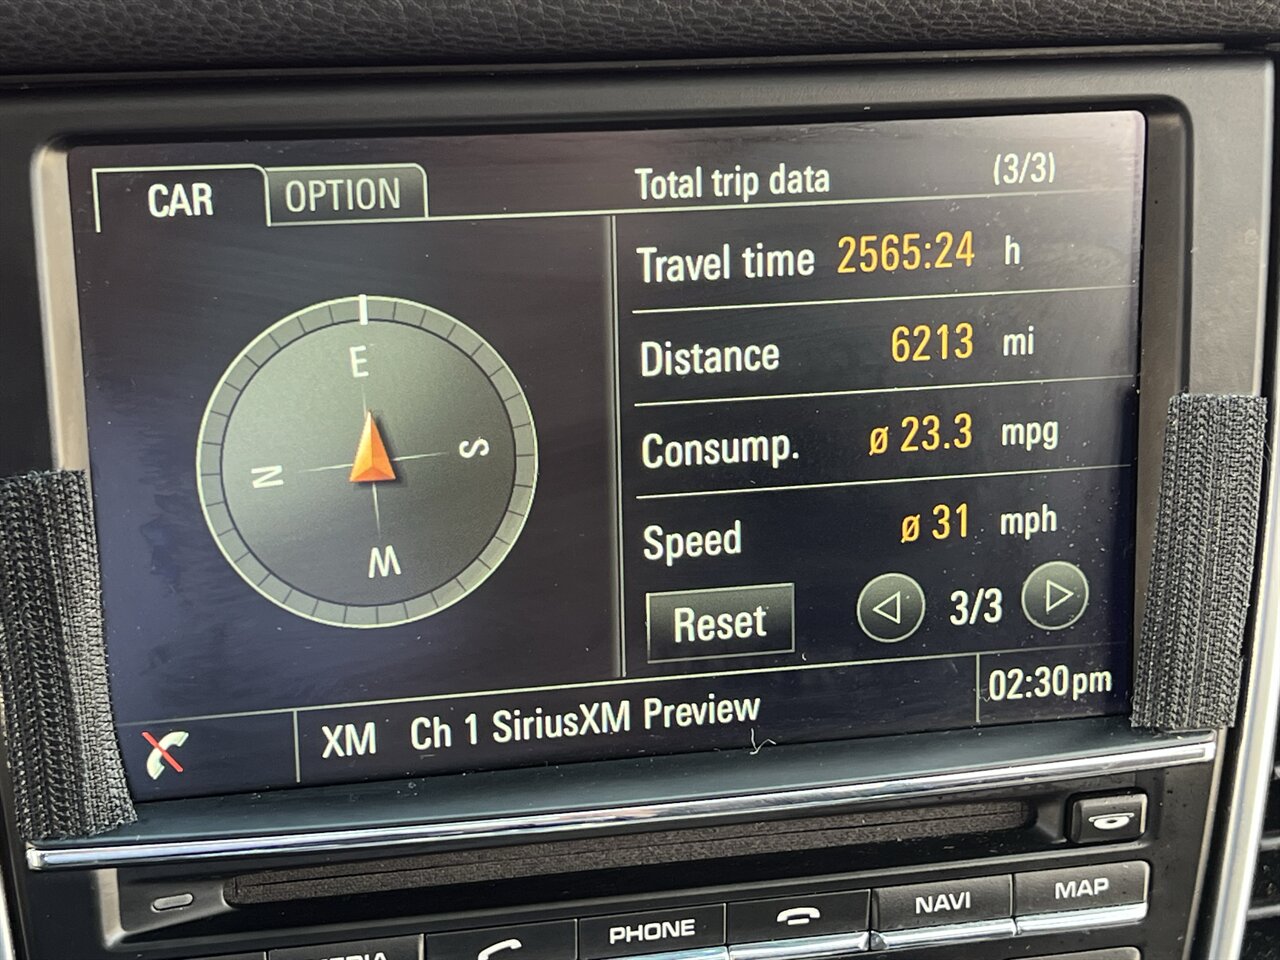 CAR OPTION Total trip data (3/3)
Travel time 2565:24 h
Distance 6213 mi
Consump. ø 23.3 mpg
Speed ø 31 mph
E
N S
W
Reset 3/3
XM Ch 1 SiriusXM Preview 02:30pm
PHONE NAVI MAP